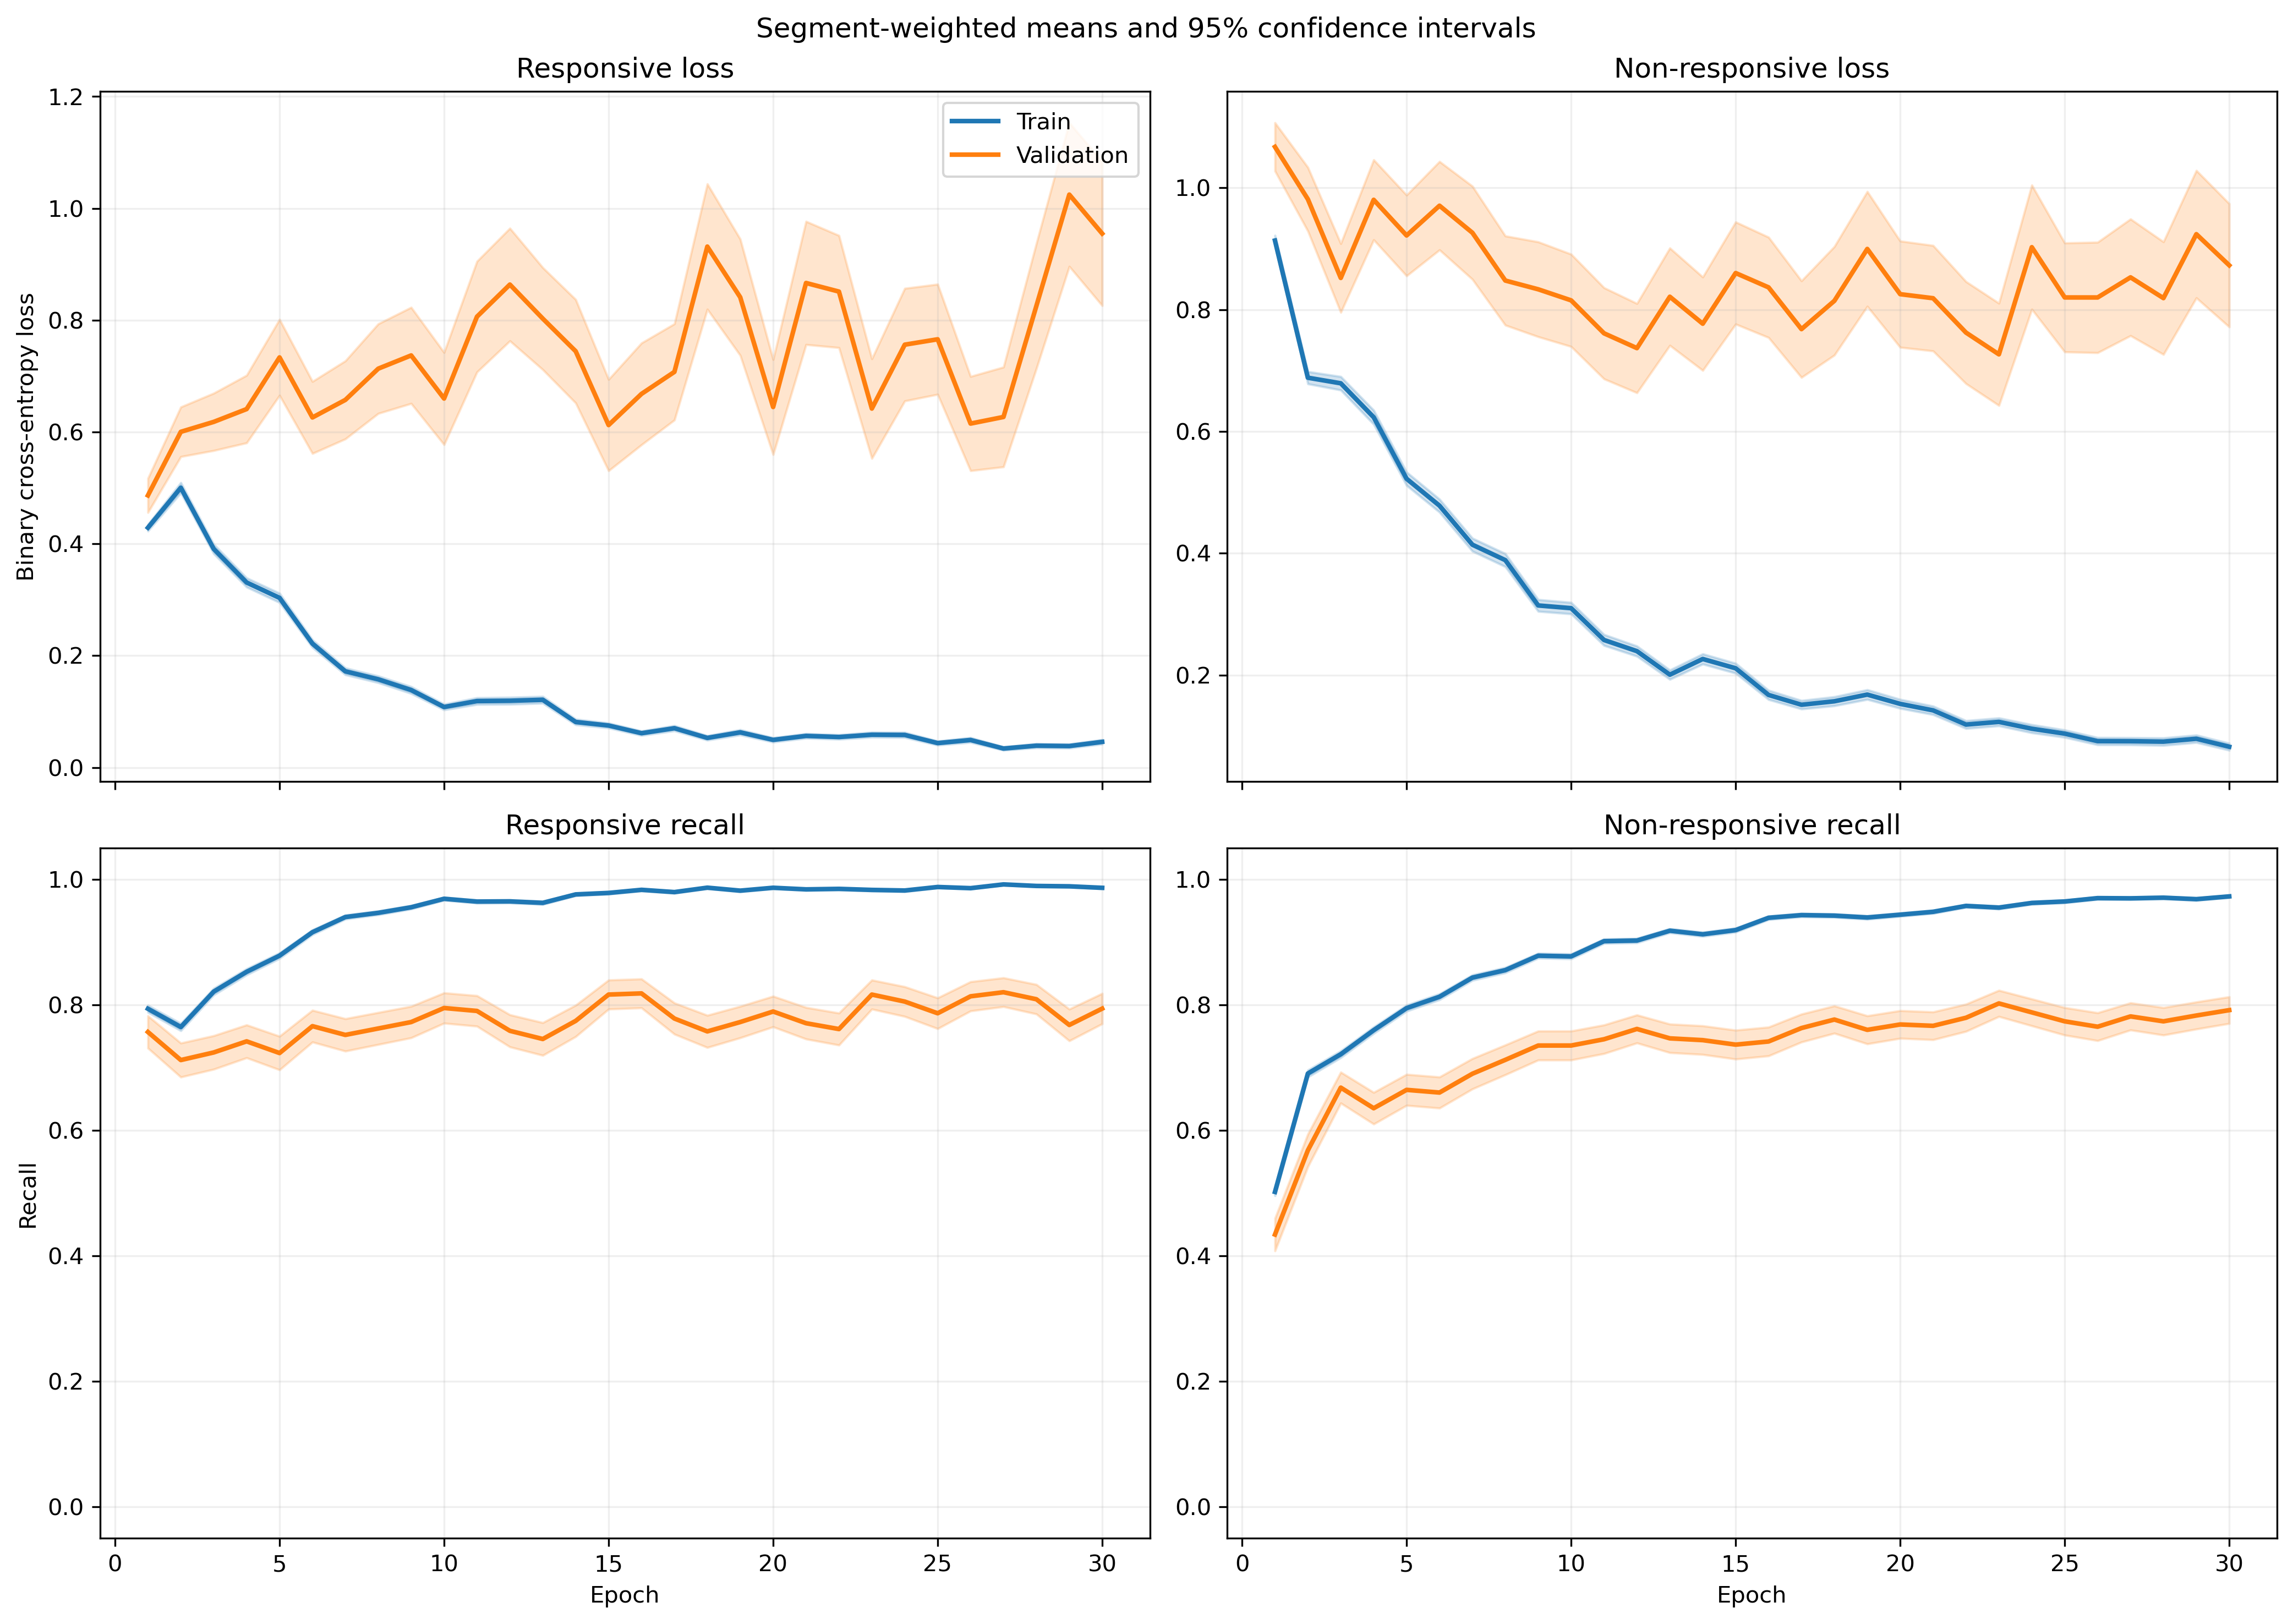 Segment-weighted means and 95% confidence intervals
Responsive loss
Non-responsive loss
1.2
1.0
0.8
0.6
0.4
0.2
0.0
Binary cross-entropy loss
Train
Validation
1.0
0.8
0.6
0.4
0.2
Responsive recall
Non-responsive recall
1.0
0.8
0.6
0.4
0.2
0.0
Recall
0 5 10 15 20 25 30
Epoch
1.0
0.8
0.6
0.4
0.2
0.0
0 5 10 15 20 25 30
Epoch